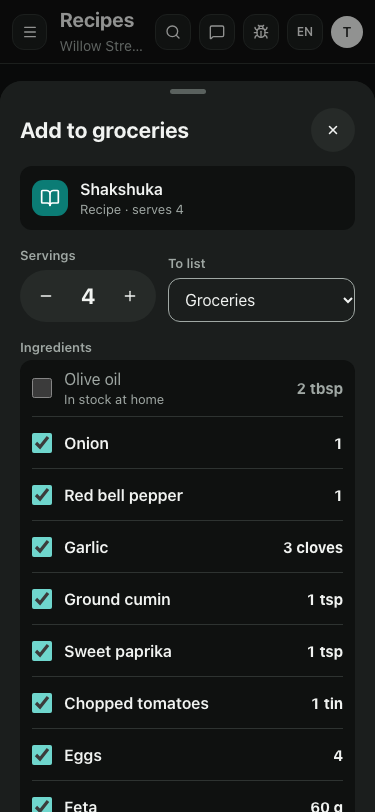 Recipes
Willow Stre...
EN
T
Add to groceries
Shakshuka
Recipe · serves 4
Servings
To list
− 4 +
Groceries
Ingredients
Olive oil
2 tbsp
In stock at home
Onion 1
Red bell pepper 1
Garlic 3 cloves
Ground cumin 1 tsp
Sweet paprika 1 tsp
Chopped tomatoes 1 tin
Eggs 4
Feta 60 g